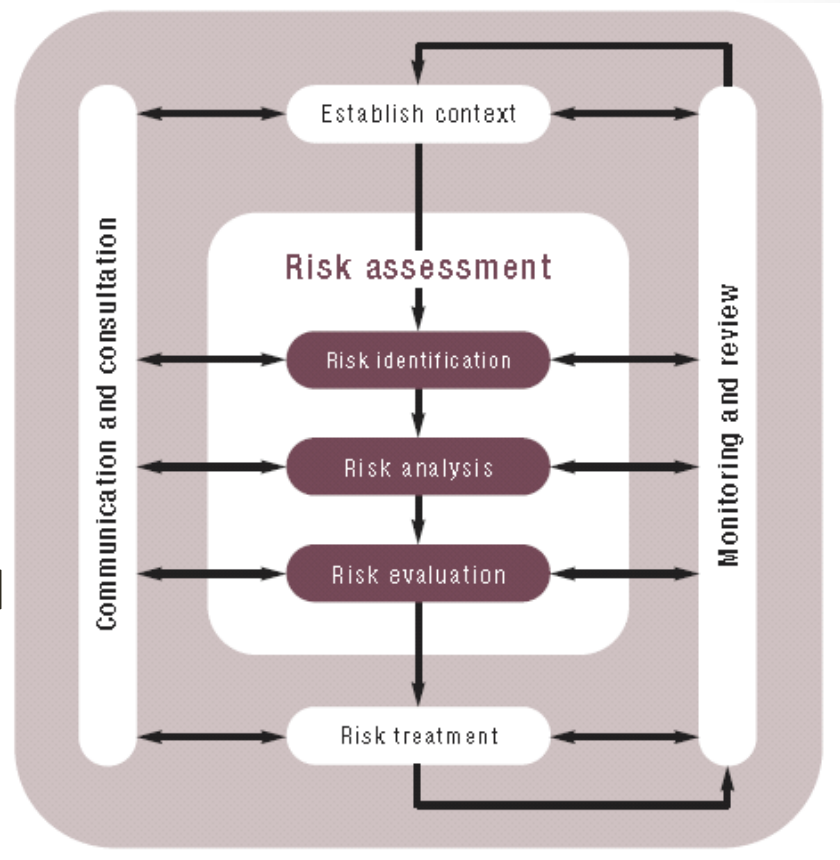 Establish context
Communication and consultation
Risk assessment
Monitoring and review
Risk identification
Risk analysis
Risk evaluation
Risk treatment